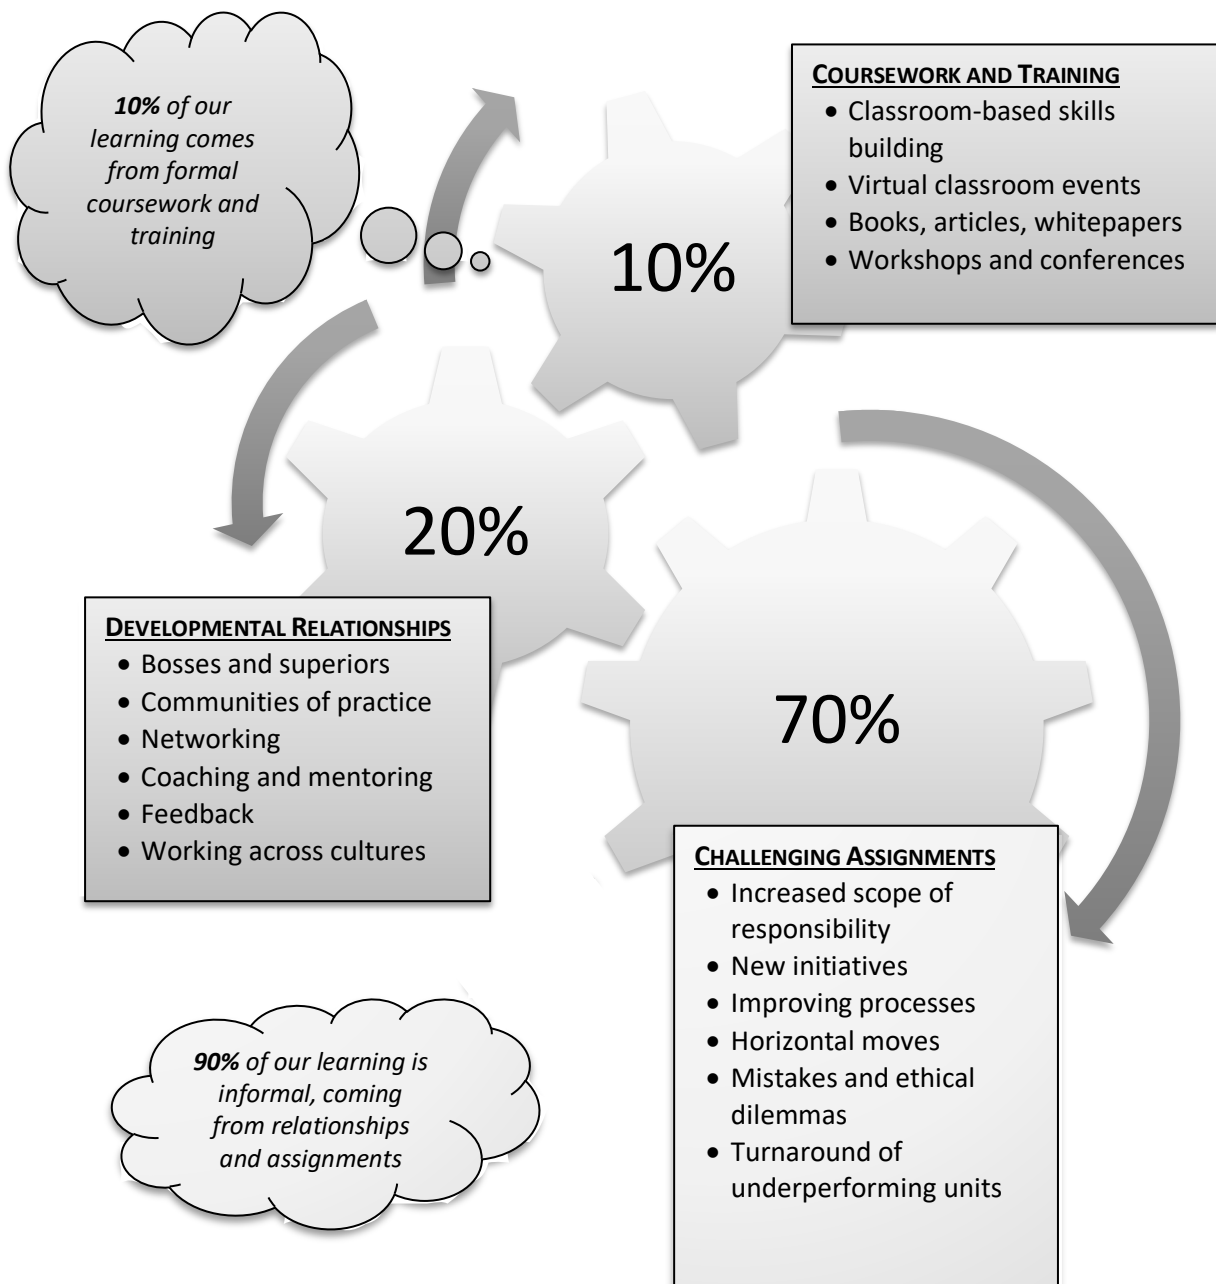 10% of our
learning comes
from formal
coursework and
training
10%
COURSEWORK AND TRAINING
• Classroom-based skills
building
• Virtual classroom events
• Books, articles, whitepapers
• Workshops and conferences
20%
DEVELOPMENTAL RELATIONSHIPS
• Bosses and superiors
• Communities of practice
• Networking
• Coaching and mentoring
• Feedback
• Working across cultures
70%
CHALLENGING ASSIGNMENTS
• Increased scope of
responsibility
• New initiatives
• Improving processes
• Horizontal moves
• Mistakes and ethical
dilemmas
• Turnaround of
underperforming units
90% of our learning is
informal, coming
from relationships
and assignments